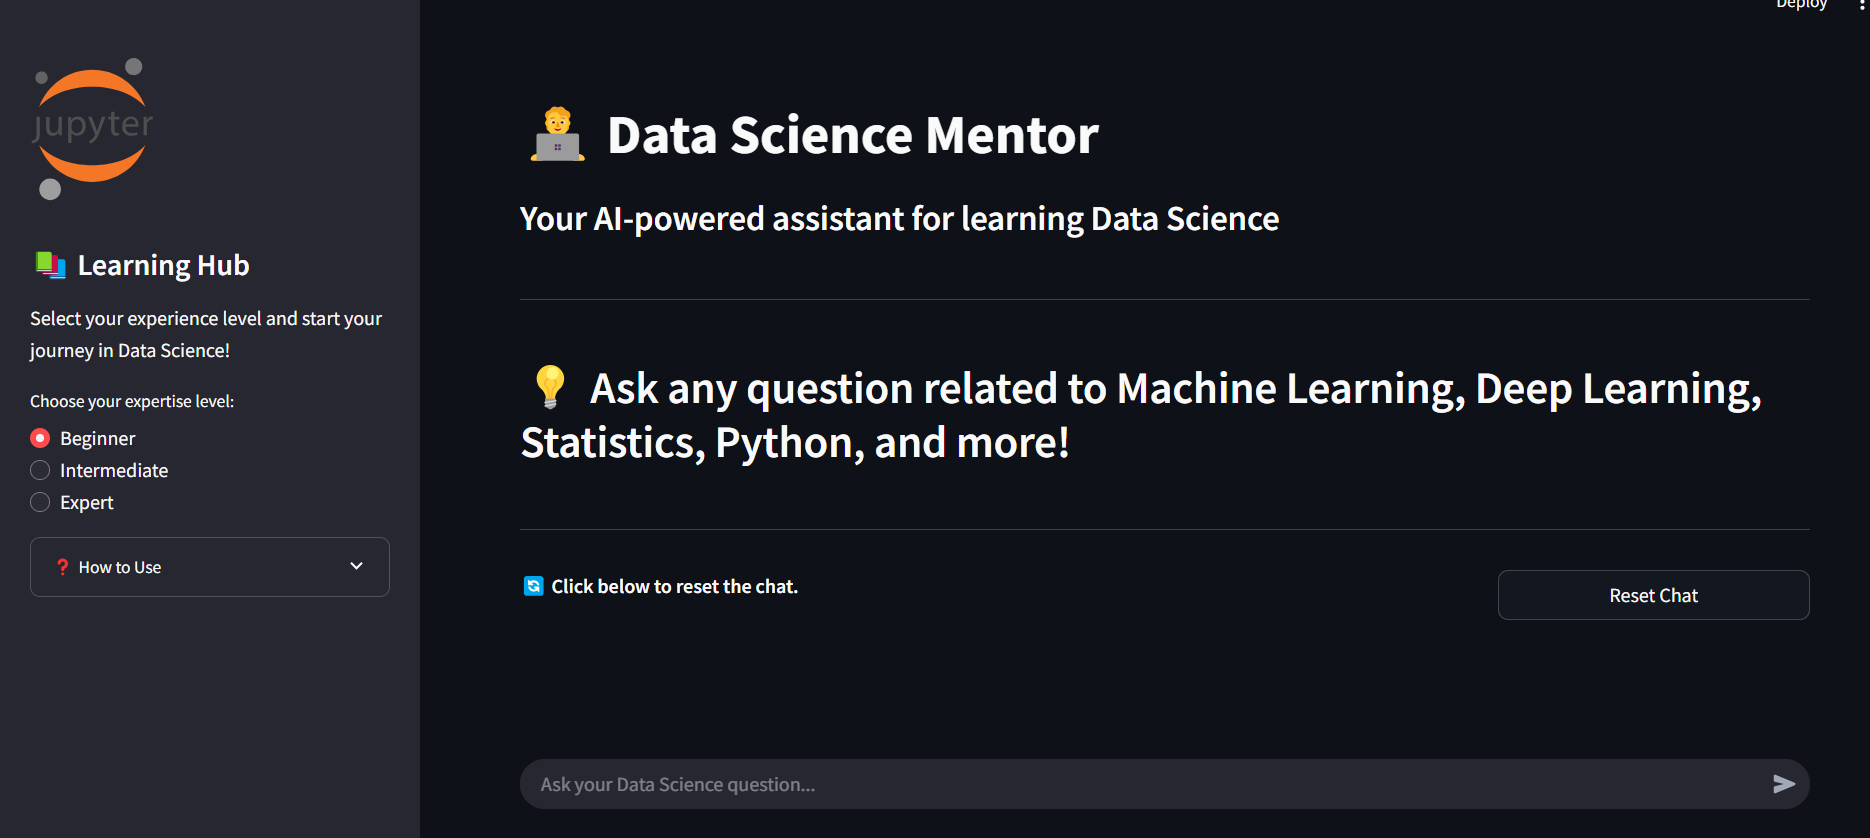 Deploy
jupyter
Learning Hub
Select your experience level and start your
journey in Data Science!
Choose your expertise level:
Beginner
Intermediate
Expert
❓ How to Use
Data Science Mentor
Your AI-powered assistant for learning Data Science
Ask any question related to Machine Learning, Deep Learning,
Statistics, Python, and more!
Click below to reset the chat.
Reset Chat
Ask your Data Science question...